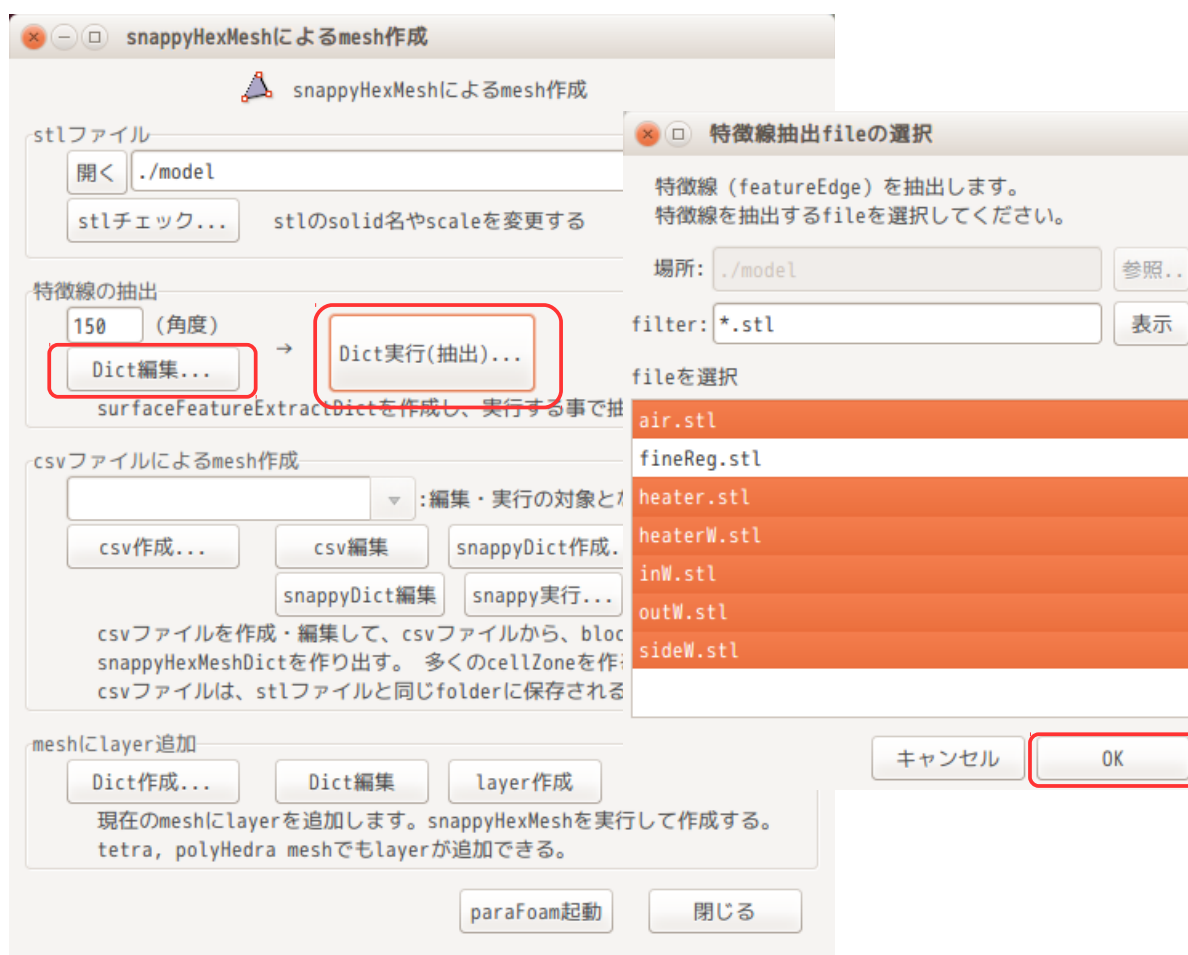 snappyHexMeshによるmesh作成
snappyHexMeshによるmesh作成
stlファイル
開く ./model
stlチェック... stlのsolid名やscaleを変更する
特徴線の抽出
150 (角度)
→ Dict実行(抽出)...
Dict編集...
surfaceFeatureExtractDictを作成し、実行する事で抽
csvファイルによるmesh作成
:編集・実行の対象とな
csv作成... csv編集 snappyDict作成.
snappyDict編集 snappy実行...
csvファイルを作成・編集して、csvファイルから、bloc
snappyHexMeshDictを作り出す。 多くのcellZoneを作
csvファイルは、stlファイルと同じfolderに保存される
meshにlayer追加
Dict作成... Dict編集 layer作成
現在のmeshにlayerを追加します。snappyHexMeshを実行して作成する。
tetra, polyHedra meshでもlayerが追加できる。
paraFoam起動 閉じる
特徴線抽出fileの選択
特徴線（featureEdge）を抽出します。
特徴線を抽出するfileを選択してください。
場所: ./model 参照..
filter: *.stl 表示
fileを選択
air.stl
fineReg.stl
heater.stl
heaterW.stl
inW.stl
outW.stl
sideW.stl
キャンセル OK